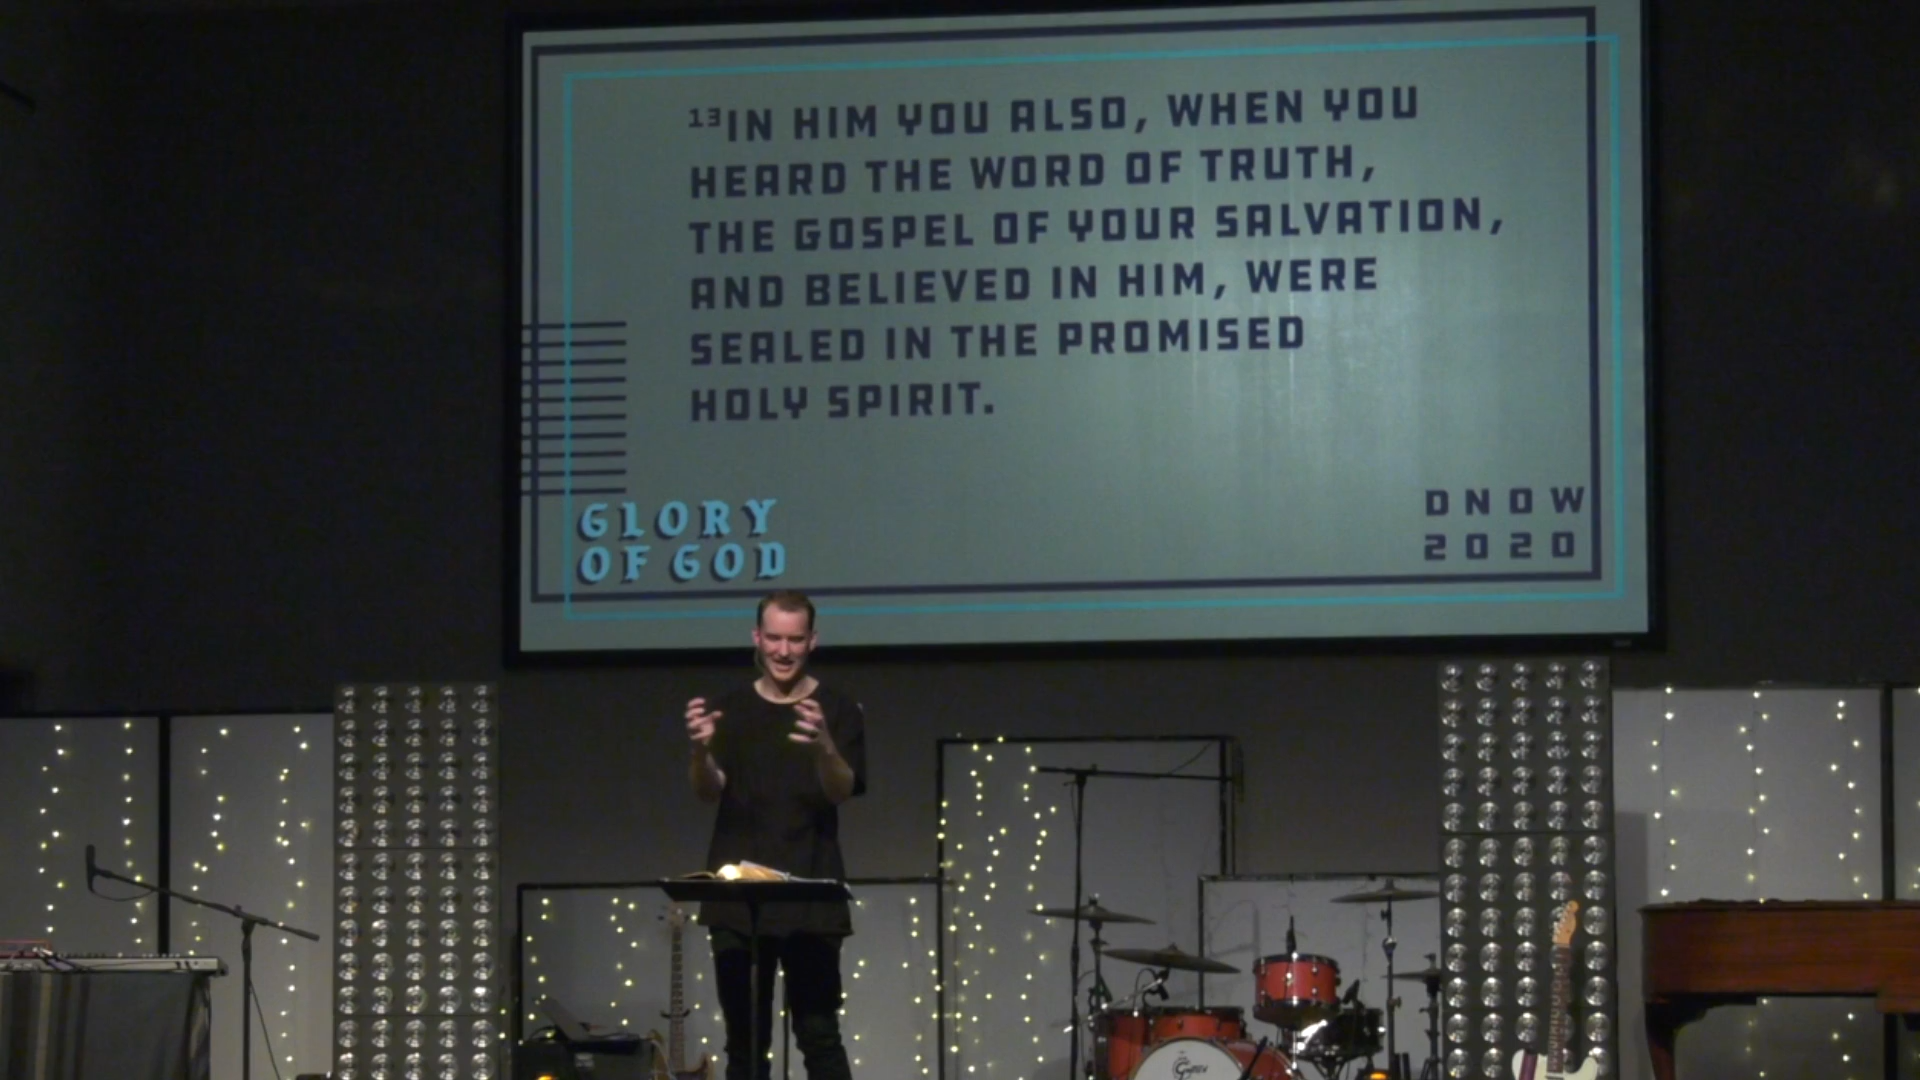 13IN HIM YOU ALSO, WHEN YOU
HEARD THE WORD OF TRUTH,
THE GOSPEL OF YOUR SALVATION,
AND BELIEVED IN HIM, WERE
SEALED IN THE PROMISED
HOLY SPIRIT.
GLORY
OF GOD
DNOW
2020
Gretsch